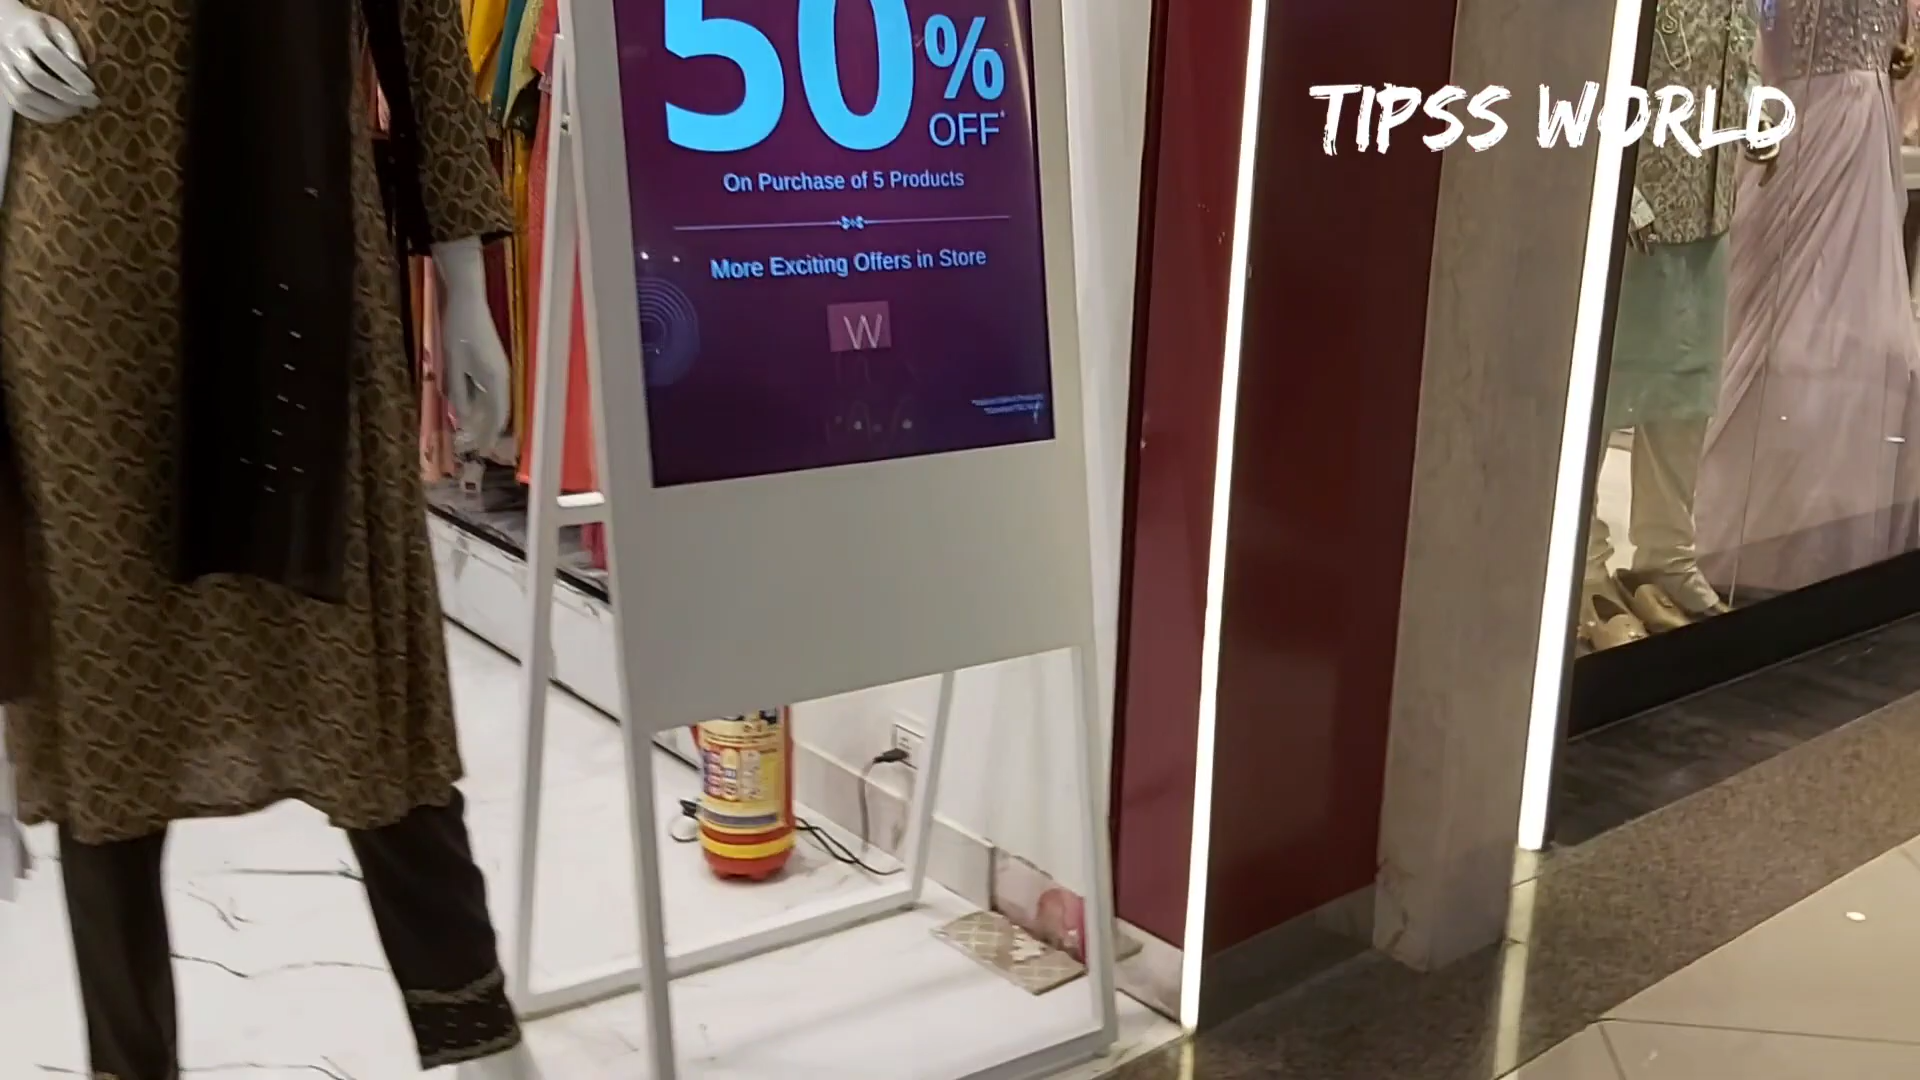 50%
OFF*
On Purchase of 5 Products
More Exciting Offers in Store
W
TIPSS WORLD